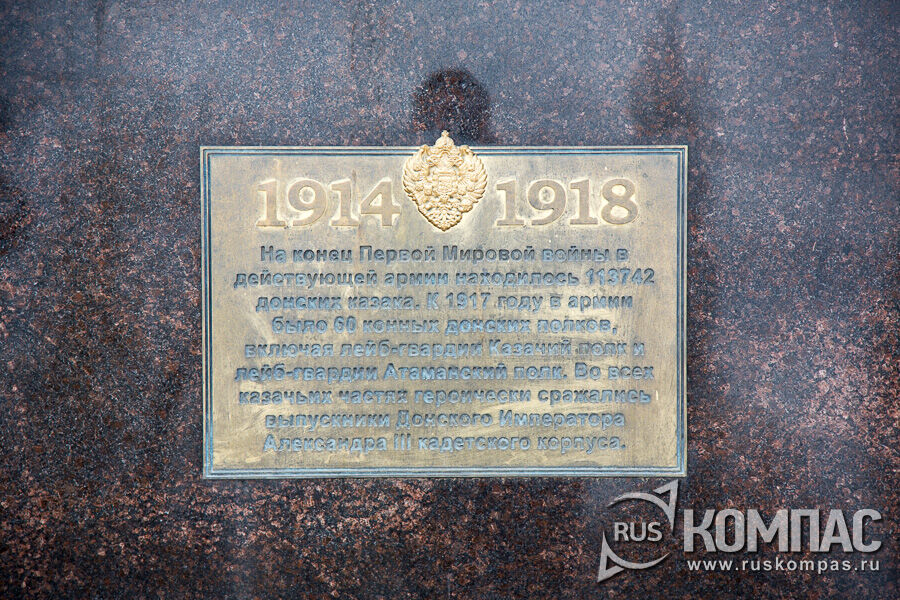 1914 1918
На конец Первой Мировой войны в
действующей армии находилось 113742
донских казака. К 1917 году в армии
было 60 конных донских полков,
включая лейб-гвардии Казачий полк и
лейб-гвардии Атаманский полк. Во всех
казачьих частях героически сражались
выпускники Донского Императора
Александра III кадетского корпуса.
RUS КОМПАС
www.ruskompas.ru